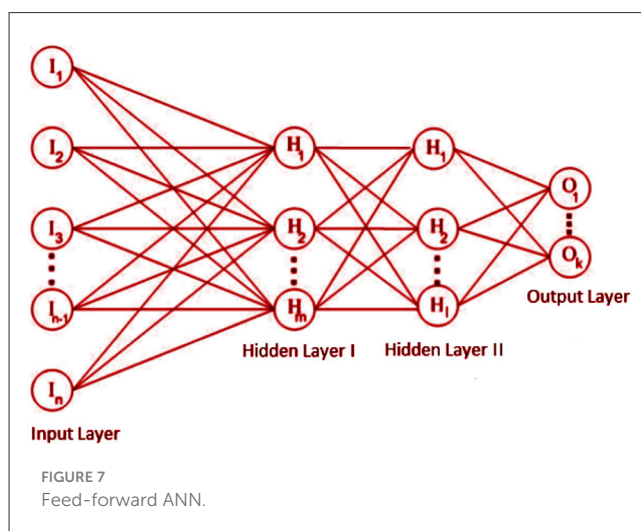 I1
I2
I3
In-1
In
H1
H2
Hm
H1
H2
Hl
O1
Ok
Input Layer
Hidden Layer I
Hidden Layer II
Output Layer
FIGURE 7
Feed-forward ANN.